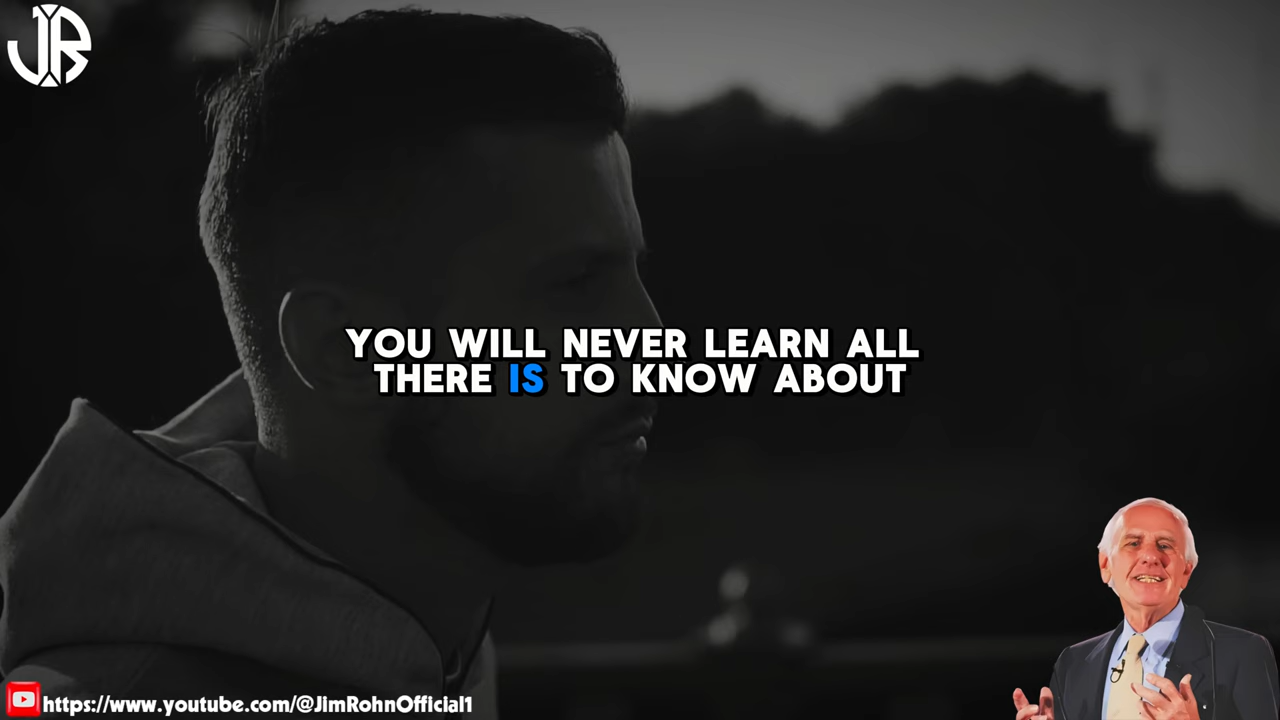 JR
YOU WILL NEVER LEARN ALL
THERE IS TO KNOW ABOUT
https://www.youtube.com/@JimRohnOfficial1